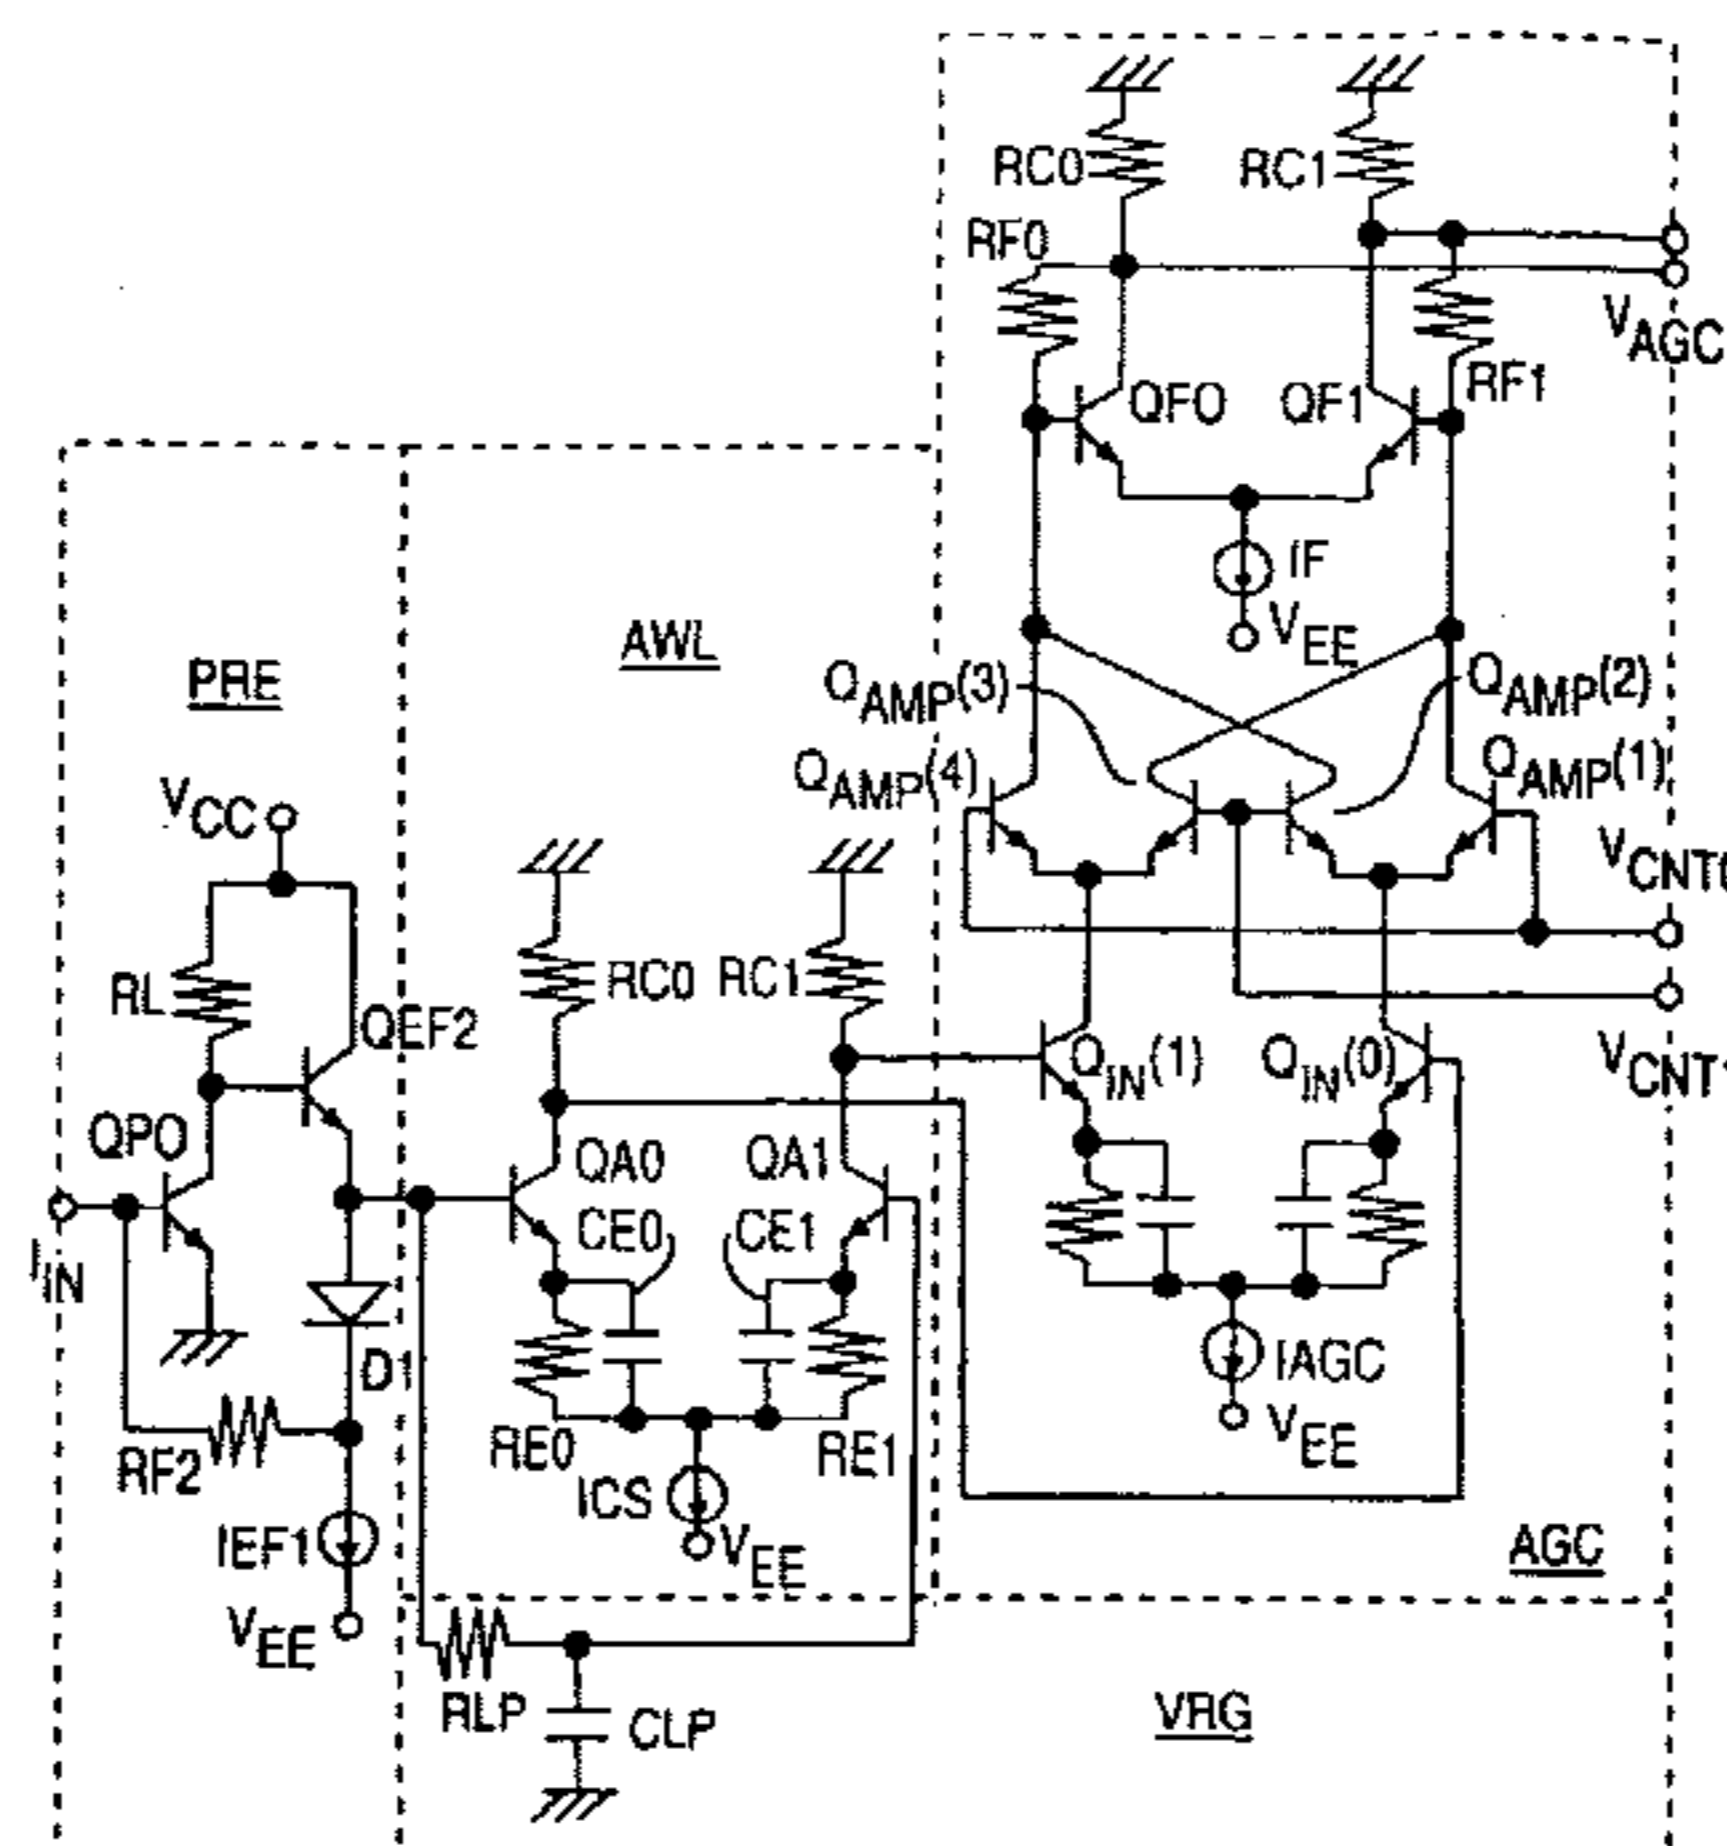 RC0
RC1
RF0
VAGC
RF1
QF0
QF1
IF
VEE
AWL
PRE
QAMP(3)
QAMP(2)
QAMP(4)
QAMP(1)
VCC
VCNT0
RL
RC0
RC1
QEF2
QIN(1)
QIN(0)
VCNT1
QP0
QA0
QA1
CE0
CE1
IIN
D1
IAGC
VEE
RF2
RE0
RE1
ICS
IEF1
VEE
AGC
VEE
RLP
CLP
VRG